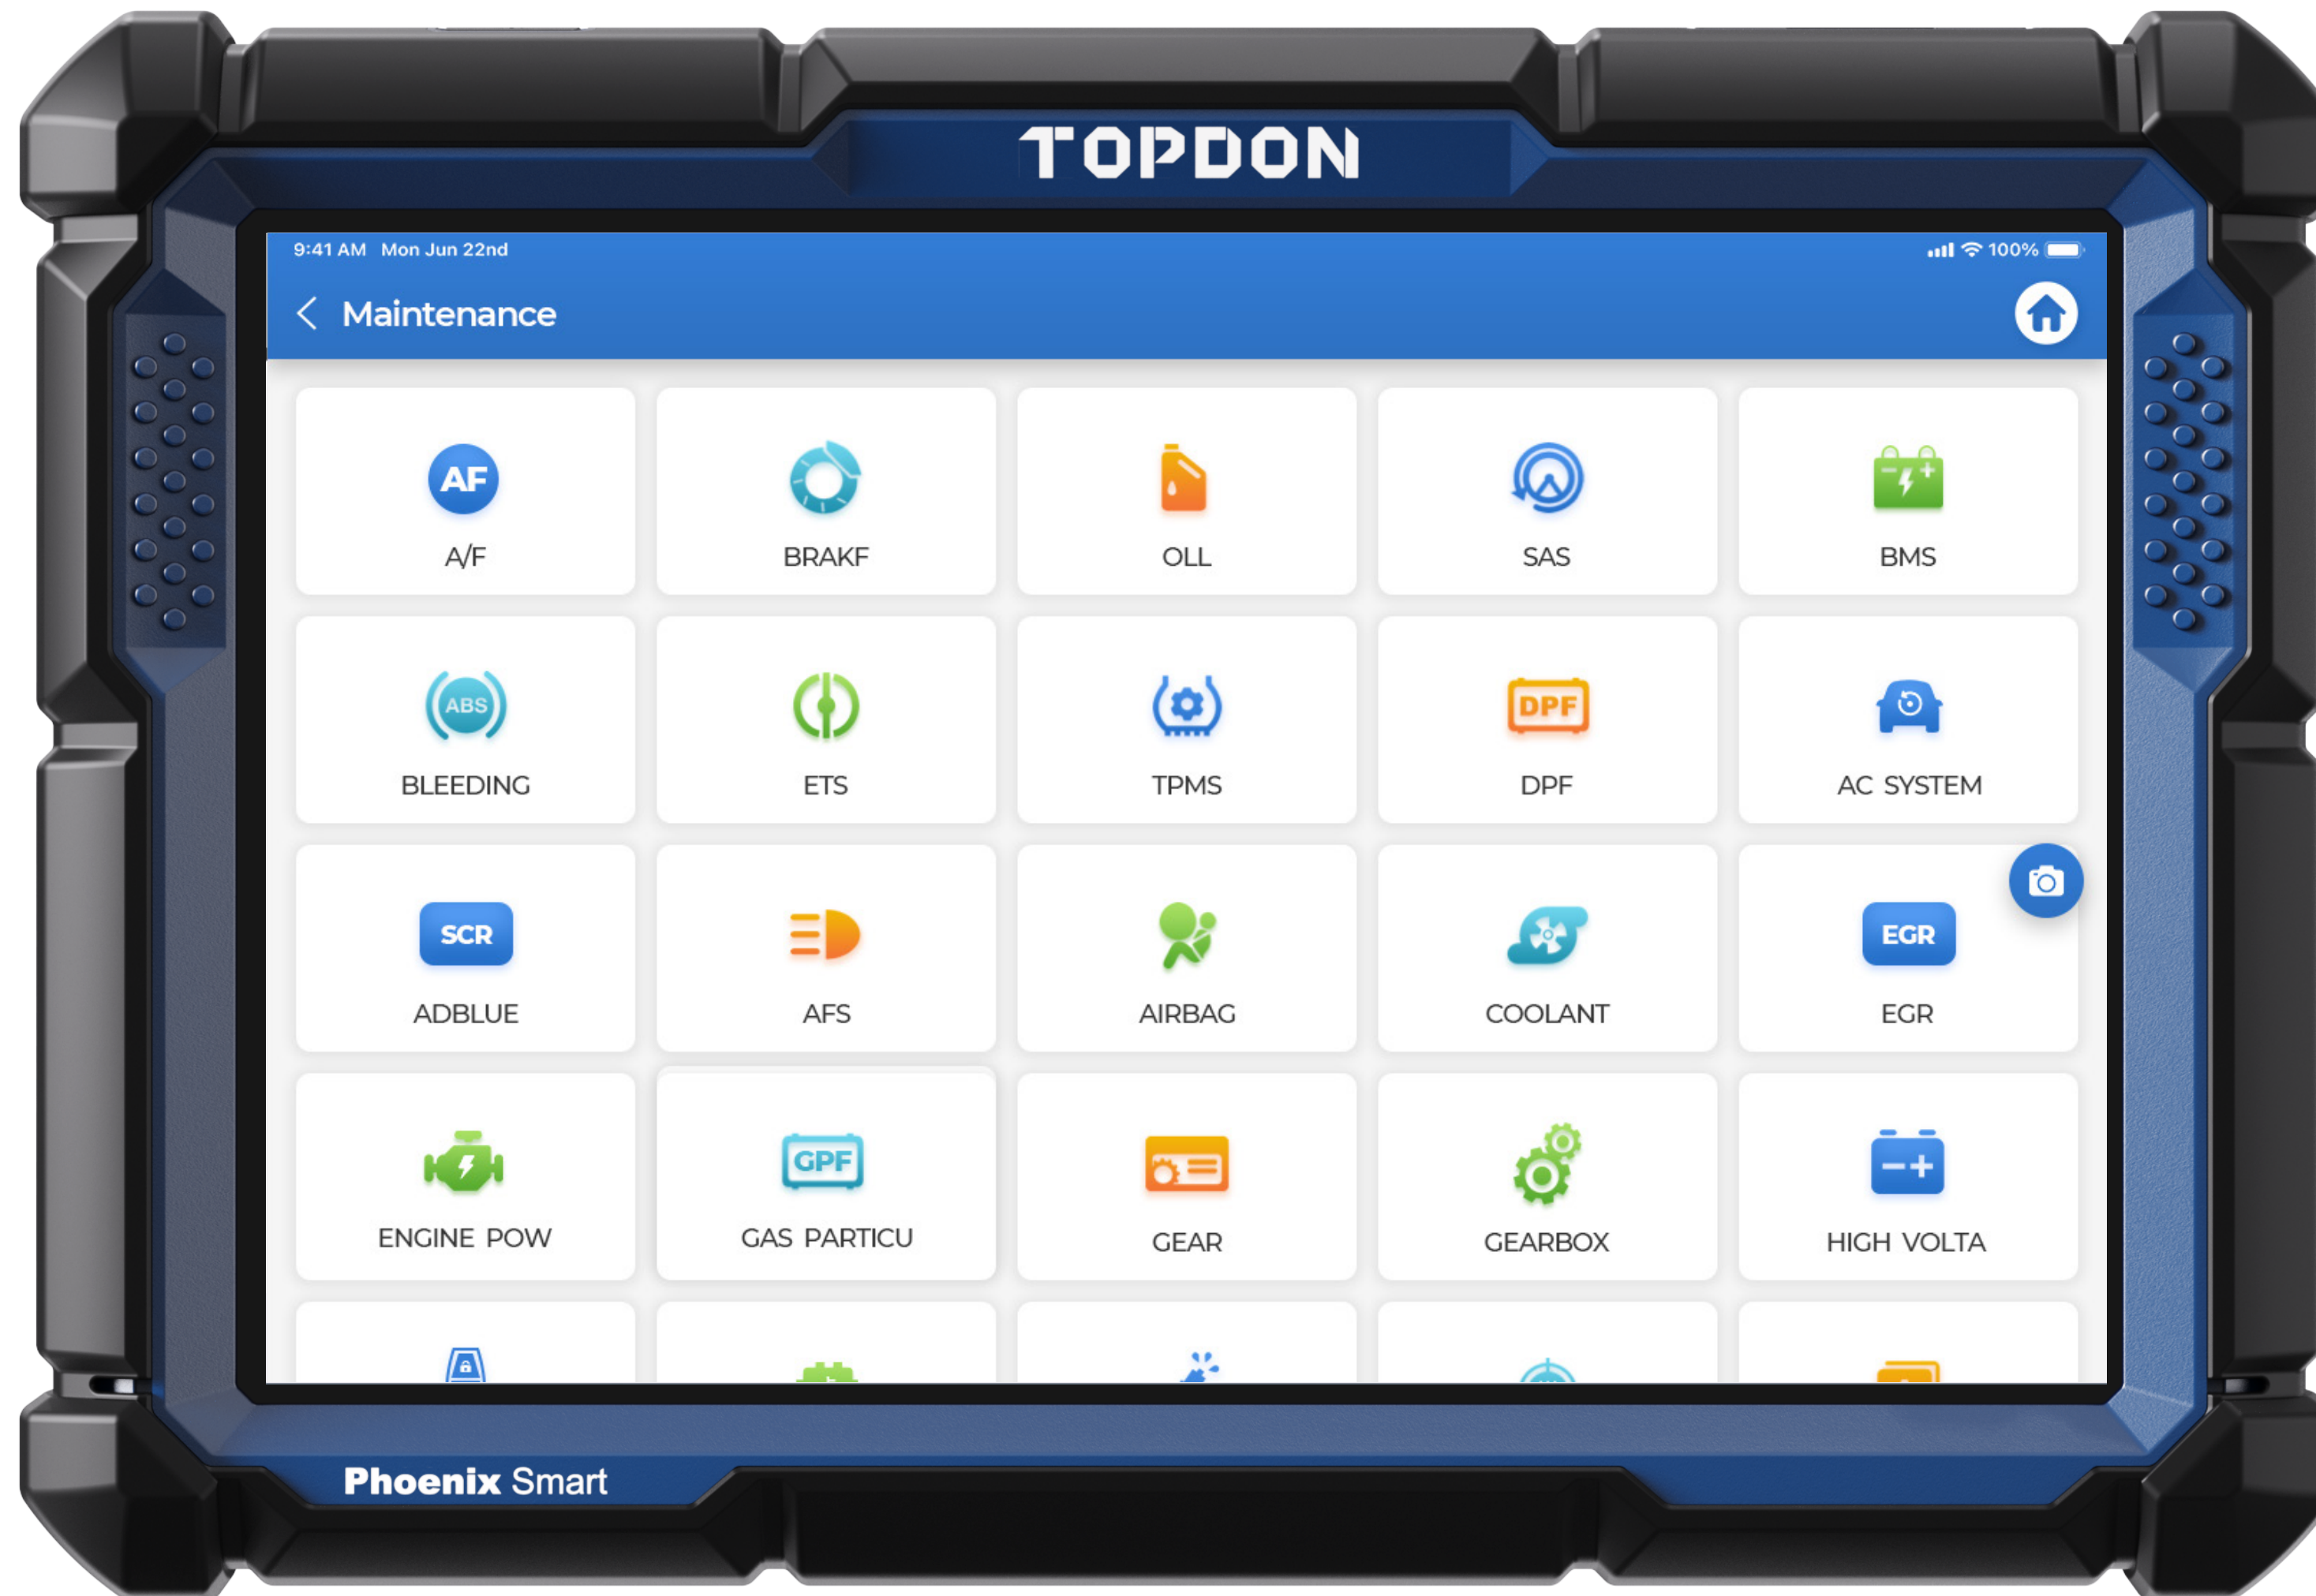 TOPDON
9:41 AM Mon Jun 22nd
100%
Maintenance
AF
A/F
BRAKF
OLL
SAS
BMS
ABS
BLEEDING
ETS
TPMS
DPF
DPF
AC SYSTEM
SCR
ADBLUE
AFS
AIRBAG
COOLANT
EGR
EGR
ENGINE POW
GPF
GAS PARTICU
GEAR
GEARBOX
HIGH VOLTA
Phoenix Smart